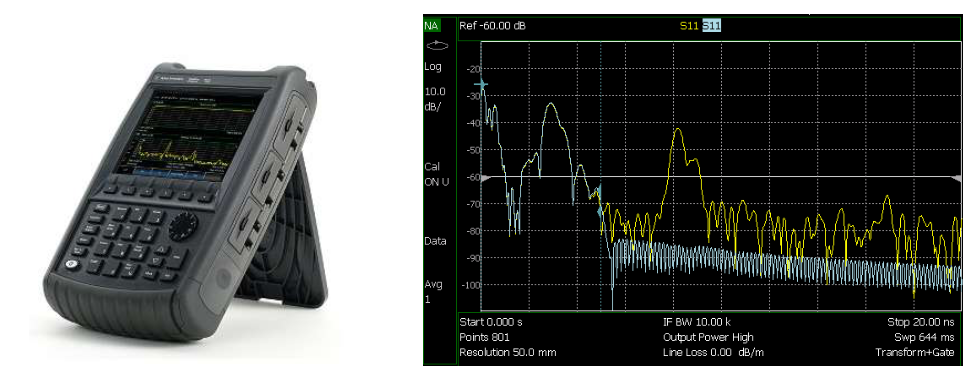 NA
Ref -60.00 dB
S11 S11
Log
10.0
dB/
Cal
ON U
Data
Avg
1
-20
-30
-40
-50
-60
-70
-80
-90
-100
Start 0.000 s
IF BW 10.00 k
Stop 20.00 ns
Points 801
Output Power High
Swp 644 ms
Resolution 50.0 mm
Line Loss 0.00 dB/m
Transform+Gate